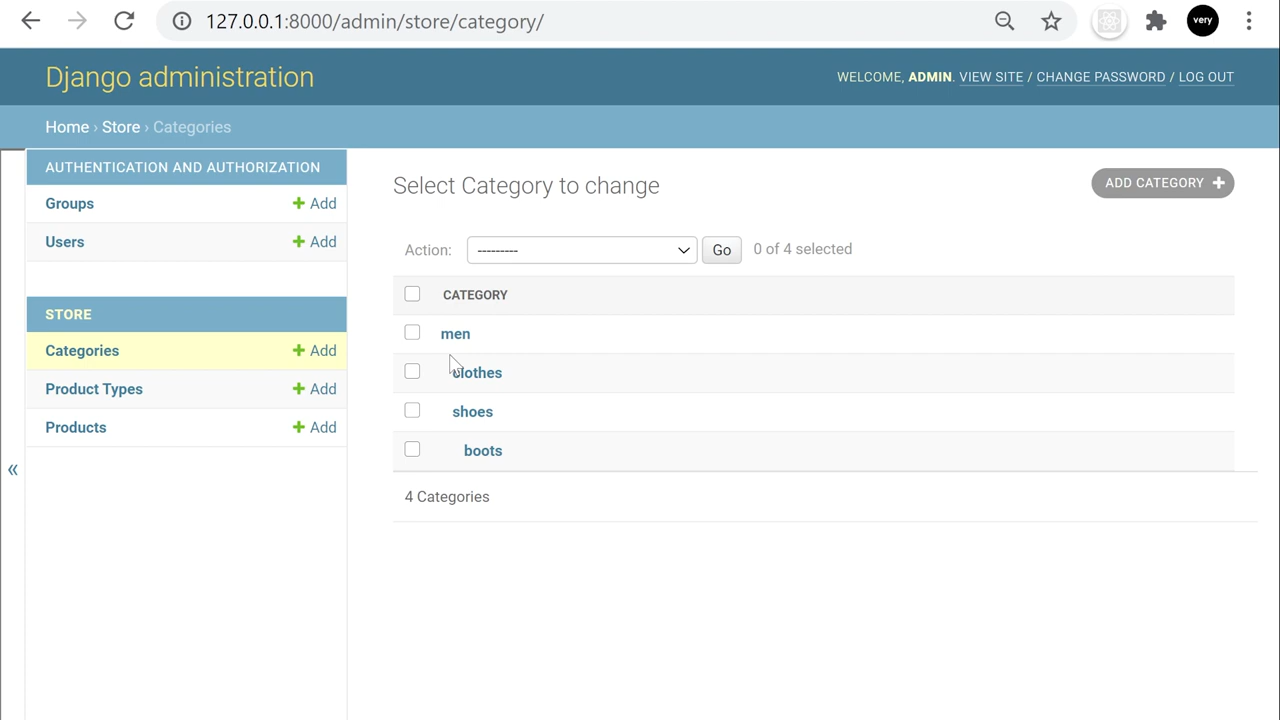 127.0.0.1:8000/admin/store/category/
very
Django administration
WELCOME, ADMIN. VIEW SITE / CHANGE PASSWORD / LOG OUT
Home › Store › Categories
AUTHENTICATION AND AUTHORIZATION
Groups + Add
Users + Add
STORE
Categories + Add
Product Types + Add
Products + Add
«
Select Category to change
ADD CATEGORY +
Action: --------- Go 0 of 4 selected
CATEGORY
men
clothes
shoes
boots
4 Categories